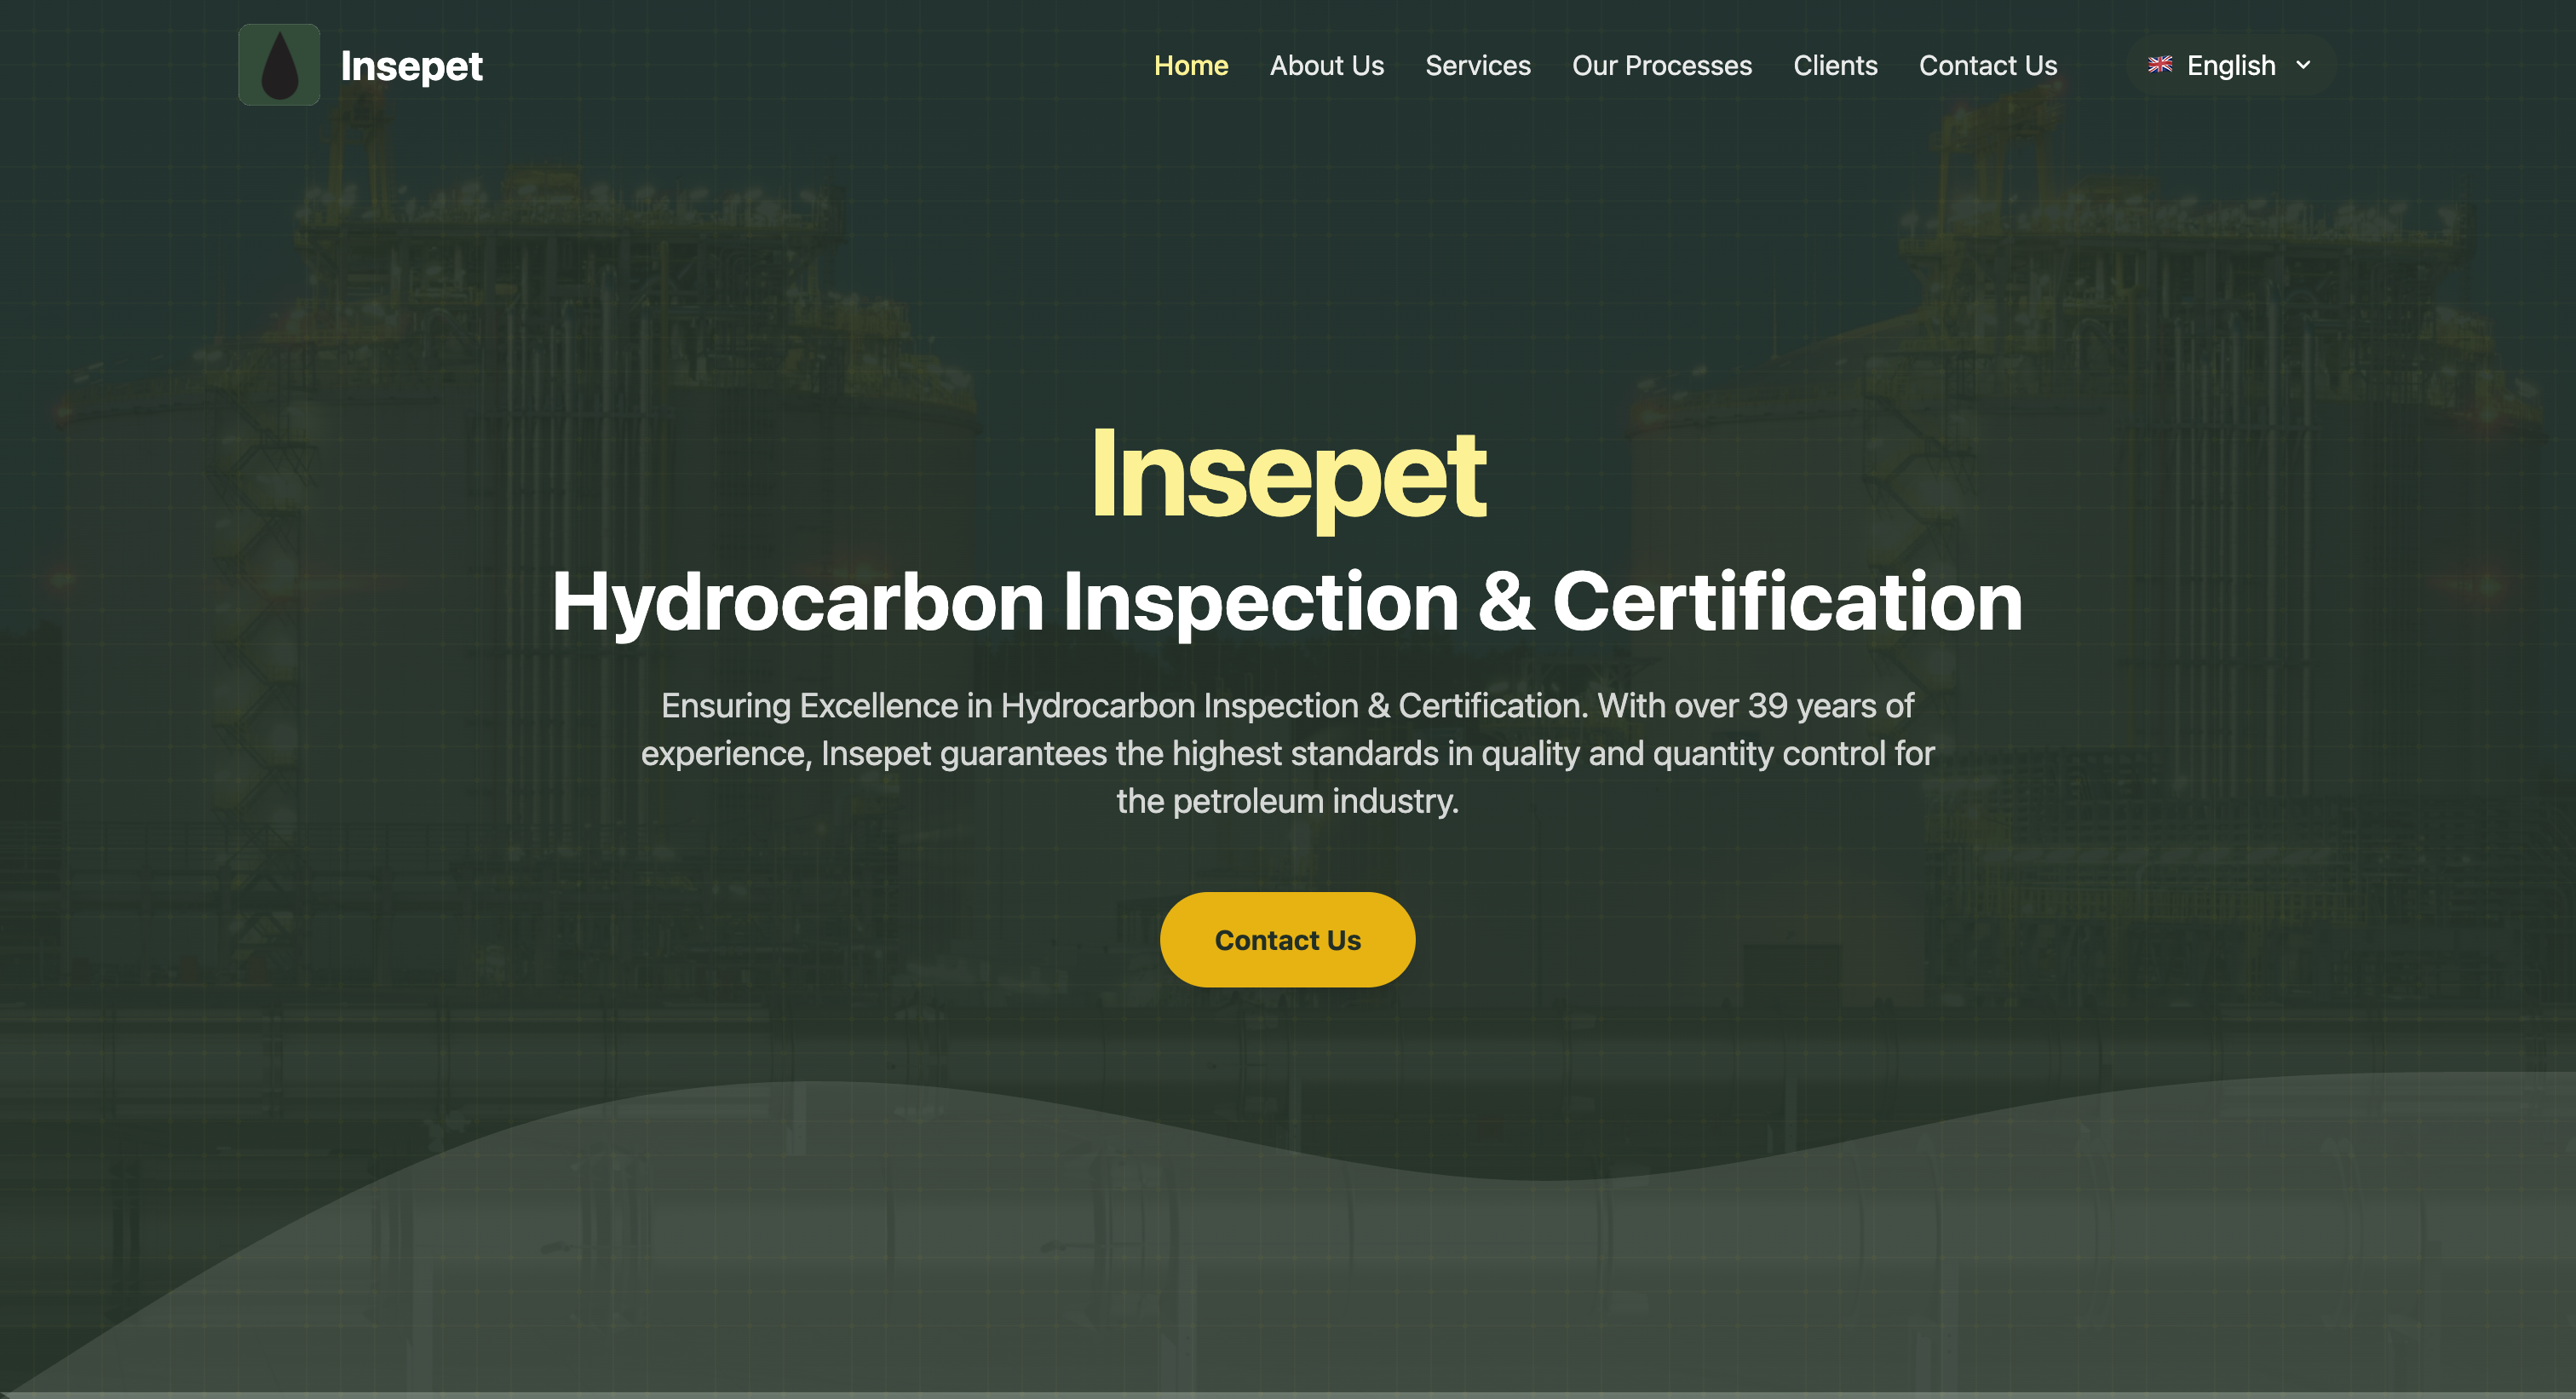 Insepet
Home
About Us
Services
Our Processes
Clients
Contact Us
English
Insepet
Hydrocarbon Inspection & Certification
Ensuring Excellence in Hydrocarbon Inspection & Certification. With over 39 years of
experience, Insepet guarantees the highest standards in quality and quantity control for
the petroleum industry.
Contact Us